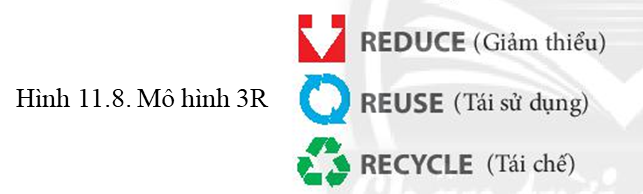 REDUCE (Giảm thiểu)
Hình 11.8. Mô hình 3R
REUSE (Tái sử dụng)
RECYCLE (Tái chế)